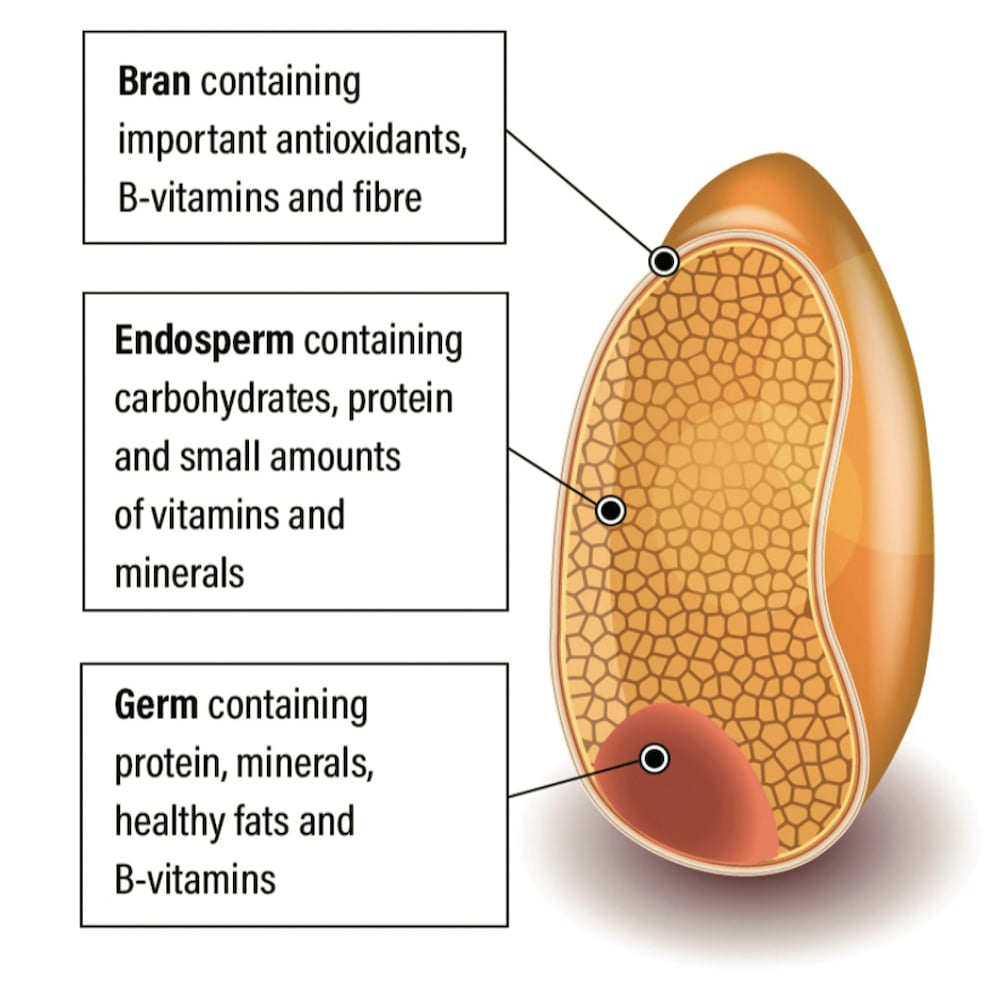 Bran containing
important antioxidants,
B-vitamins and fibre
Endosperm containing
carbohydrates, protein
and small amounts
of vitamins and
minerals
Germ containing
protein, minerals,
healthy fats and
B-vitamins